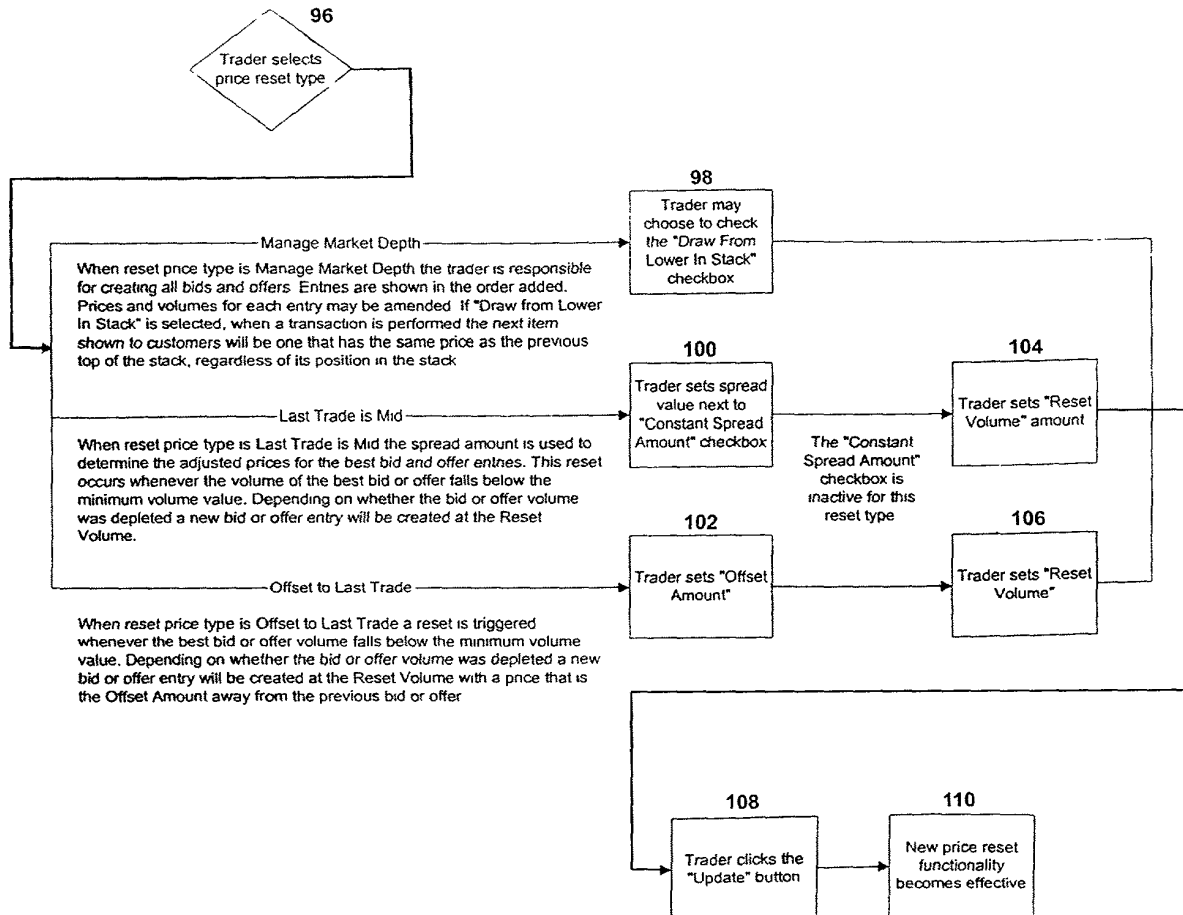 96
Trader selects
price reset type
Manage Market Depth
When reset price type is Manage Market Depth the trader is responsible
for creating all bids and offers Entries are shown in the order added.
Prices and volumes for each entry may be amended If "Draw from Lower
In Stack" is selected, when a transaction is performed the next item
shown to customers will be one that has the same price as the previous
top of the stack, regardless of its position in the stack
98
Trader may
choose to check
the "Draw From
Lower In Stack"
checkbox
Last Trade is Mid
When reset price type is Last Trade is Mid the spread amount is used to
determine the adjusted prices for the best bid and offer entries. This reset
occurs whenever the volume of the best bid or offer falls below the
minimum volume value. Depending on whether the bid or offer volume
was depleted a new bid or offer entry will be created at the Reset
Volume.
100
Trader sets spread
value next to
"Constant Spread
Amount" checkbox
The "Constant
Spread Amount"
checkbox is
inactive for this
reset type
104
Trader sets "Reset
Volume" amount
Offset to Last Trade
When reset price type is Offset to Last Trade a reset is triggered
whenever the best bid or offer volume falls below the minimum volume
value. Depending on whether the bid or offer volume was depleted a new
bid or offer entry will be created at the Reset Volume with a price that is
the Offset Amount away from the previous bid or offer
102
Trader sets "Offset
Amount"
106
Trader sets "Reset
Volume"
108
Trader clicks the
"Update" button
110
New price reset
functionality
becomes effective